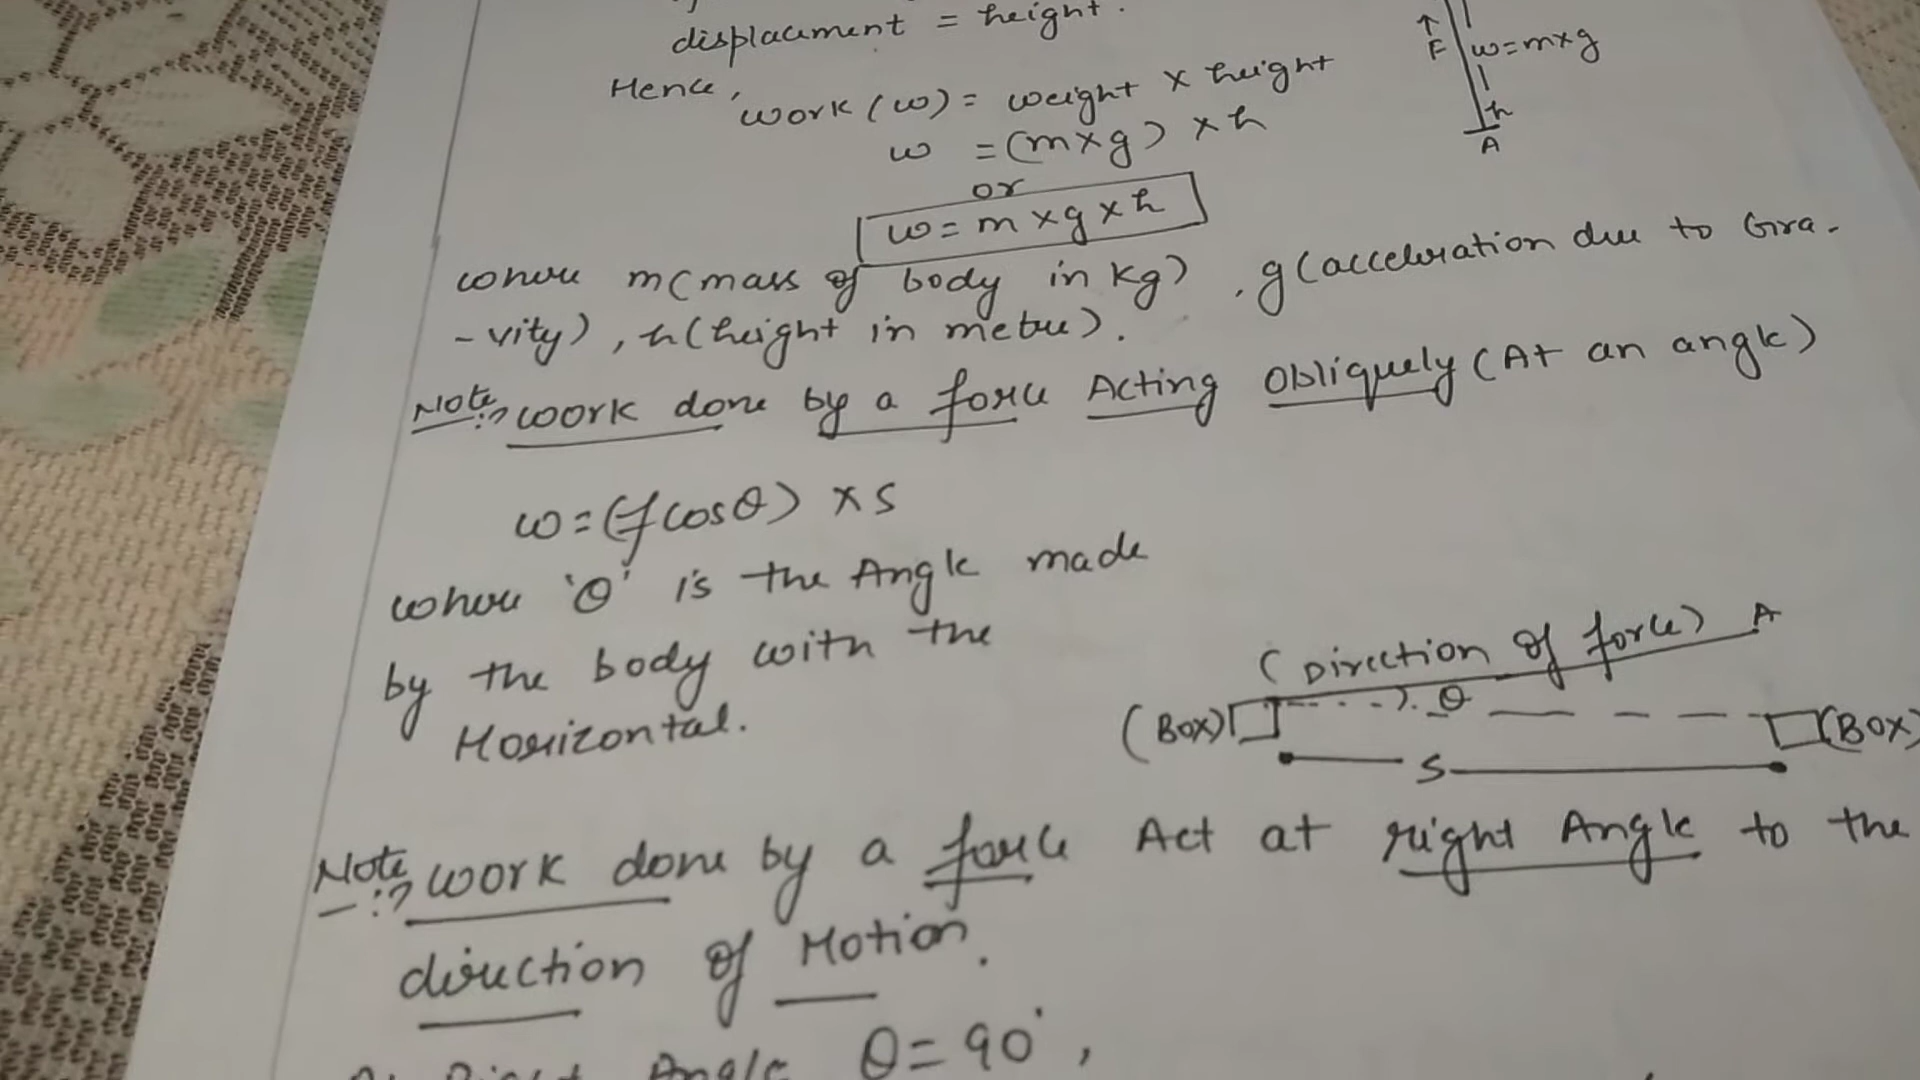 displacement = height.
Hence,
work (w) = weight × height
w = (m×g) × h
or
w = m × g × h
↑
F
w=m×g
h
A
where m(mass of body in kg), g(acceleration due to Gra-
-vity), h(height in metre).
Note:→ work done by a force Acting Obliquely (At an angle)
w = (f cosθ) × S
where 'θ' is the Angle made
by the body with the
Horizontal.
(Direction of force) A
θ
(Box)
(Box)
S
Note:→ work done by a force Act at right Angle to the
direction of Motion.
Right Angle θ = 90°,